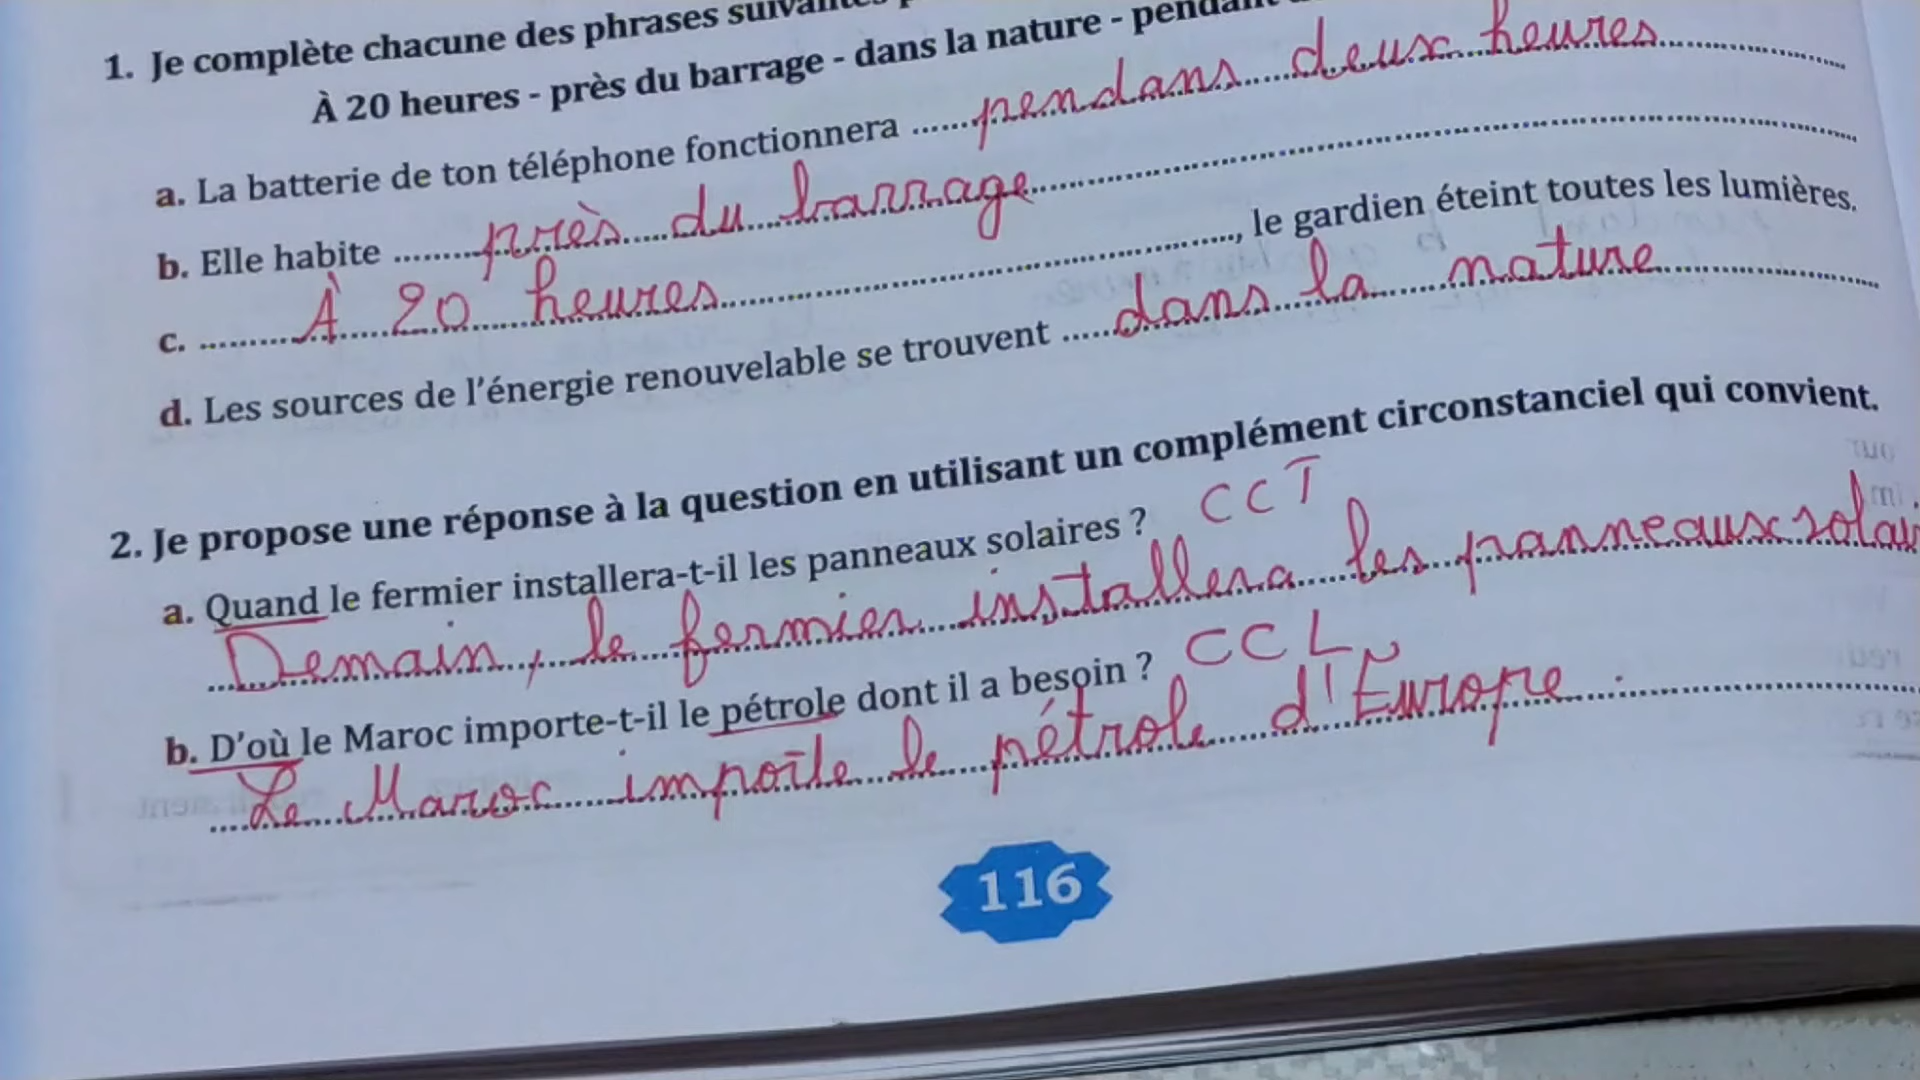 1. Je complète chacune des phrases suivantes
À 20 heures - près du barrage - dans la nature - pendant
a. La batterie de ton téléphone fonctionnera ...... pendans deux heures
b. Elle habite ...... près du barrage
c. ...... À 20 heures ......, le gardien éteint toutes les lumières.
d. Les sources de l'énergie renouvelable se trouvent ...... dans la nature
2. Je propose une réponse à la question en utilisant un complément circonstanciel qui convient.
a. Quand le fermier installera-t-il les panneaux solaires ? CCT
Demain, le fermier installera les panneaux solai
b. D'où le Maroc importe-t-il le pétrole dont il a besoin ? CCL
Le Maroc importe le pétrole d'Europe.
116